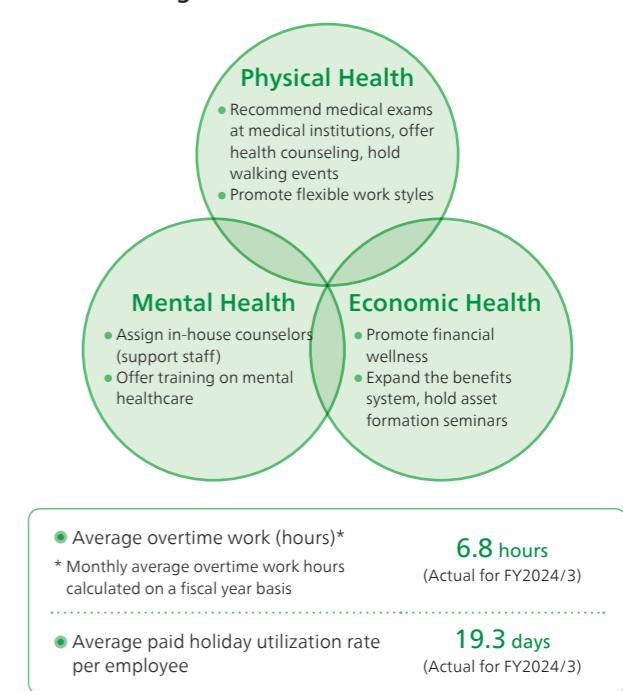 Physical Health
● Recommend medical exams
at medical institutions, offer
health counseling, hold
walking events
● Promote flexible work styles
Mental Health
● Assign in-house counselors
(support staff)
● Offer training on mental
healthcare
Economic Health
● Promote financial
wellness
● Expand the benefits
system, hold asset
formation seminars
● Average overtime work (hours)*
* Monthly average overtime work hours
calculated on a fiscal year basis
6.8 hours
(Actual for FY2024/3)
● Average paid holiday utilization rate
per employee
19.3 days
(Actual for FY2024/3)